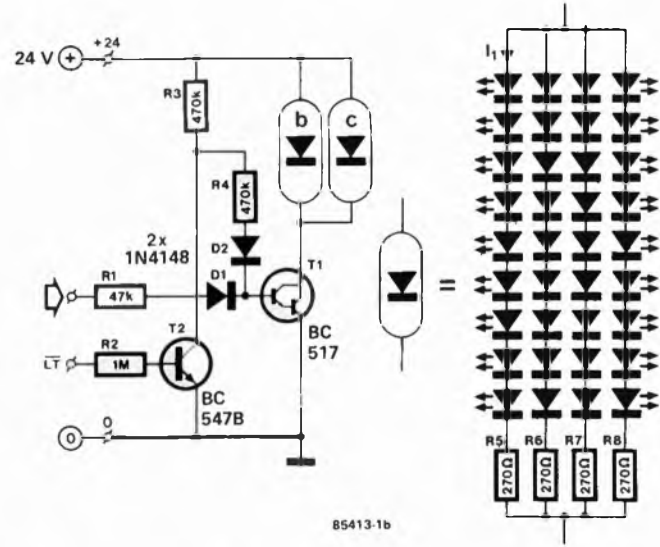 24 V
+24
R3
470k
b
c
I1
R4
470k
D2
2x
1N4148
D1
T1
R1
47k
BC
517
=
T2
LT
R2
1M
BC
547B
0
0
R5
R6
R7
R8
270Ω
270Ω
270Ω
270Ω
85413-1b